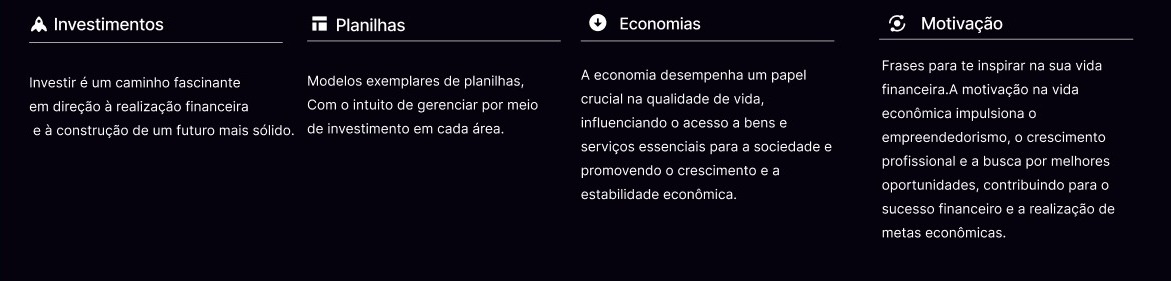 Investimentos
Investir é um caminho fascinante
em direção à realização financeira
e à construção de um futuro mais sólido.
Planilhas
Modelos exemplares de planilhas,
Com o intuito de gerenciar por meio
de investimento em cada área.
Economias
A economia desempenha um papel
crucial na qualidade de vida,
influenciando o acesso a bens e
serviços essenciais para a sociedade e
promovendo o crescimento e a
estabilidade econômica.
Motivação
Frases para te inspirar na sua vida
financeira.A motivação na vida
econômica impulsiona o
empreendedorismo, o crescimento
profissional e a busca por melhores
oportunidades, contribuindo para o
sucesso financeiro e a realização de
metas econômicas.